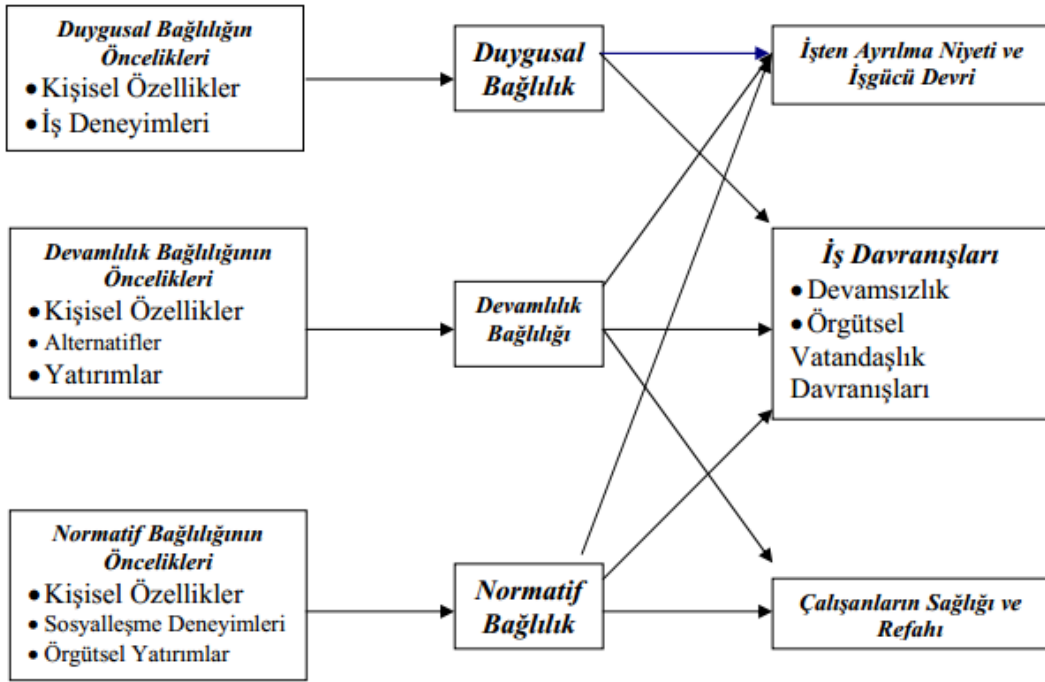 Duygusal Bağlılığın
Öncelikleri
• Kişisel Özellikler
• İş Deneyimleri
Duygusal
Bağlılık
İşten Ayrılma Niyeti ve
İşgücü Devri
Devamlılık Bağlılığının
Öncelikleri
• Kişisel Özellikler
• Alternatifler
• Yatırımlar
Devamlılık
Bağlılığı
İş Davranışları
• Devamsızlık
• Örgütsel
Vatandaşlık
Davranışları
Normatif Bağlılığının
Öncelikleri
• Kişisel Özellikler
• Sosyalleşme Deneyimleri
• Örgütsel Yatırımlar
Normatif
Bağlılık
Çalışanların Sağlığı ve
Refahı